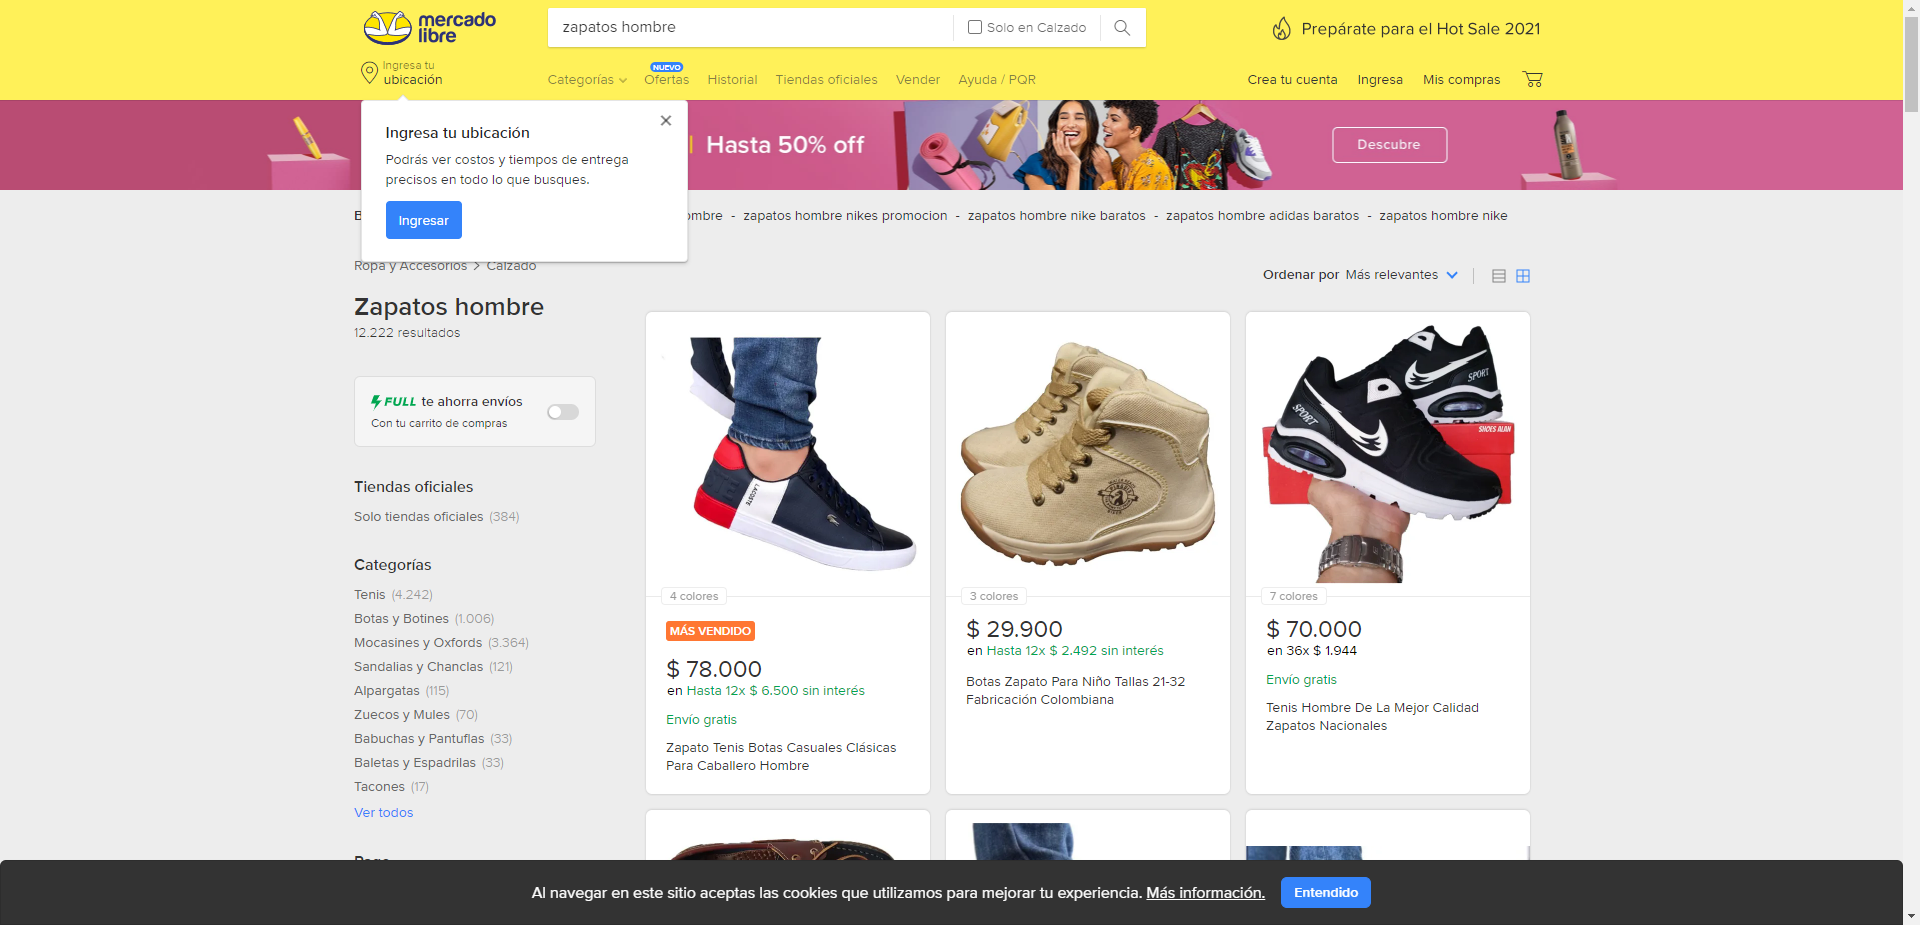 mercado
libre
zapatos hombre
Solo en Calzado
Prepárate para el Hot Sale 2021
Ingresa tu
ubicación
Categorías
NUEVO
Ofertas
Historial
Tiendas oficiales
Vender
Ayuda / PQR
Crea tu cuenta
Ingresa
Mis compras
Ingresa tu ubicación
Podrás ver costos y tiempos de entrega
precisos en todo lo que busques.
Ingresar
Hasta 50% off
Descubre
zapatos hombre nikes promocion - zapatos hombre nike baratos - zapatos hombre adidas baratos - zapatos hombre nike
Ropa y Accesorios > Calzado
Ordenar por Más relevantes
Zapatos hombre
12.222 resultados
FULL te ahorra envíos
Con tu carrito de compras
Tiendas oficiales
Solo tiendas oficiales (384)
Categorías
Tenis (4.242)
Botas y Botines (1.006)
Mocasines y Oxfords (3.364)
Sandalias y Chanclas (121)
Alpargatas (115)
Zuecos y Mules (70)
Babuchas y Pantuflas (33)
Baletas y Espadrilas (33)
Tacones (17)
Ver todos
LACOSTE
4 colores
MÁS VENDIDO
$ 78.000
en Hasta 12x $ 6.500 sin interés
Envío gratis
Zapato Tenis Botas Casuales Clásicas
Para Caballero Hombre
3 colores
$ 29.900
en Hasta 12x $ 2.492 sin interés
Botas Zapato Para Niño Tallas 21-32
Fabricación Colombiana
SPORT
SPORT
SHOES ALAN
7 colores
$ 70.000
en 36x $ 1.944
Envío gratis
Tenis Hombre De La Mejor Calidad
Zapatos Nacionales
Al navegar en este sitio aceptas las cookies que utilizamos para mejorar tu experiencia. Más información.
Entendido